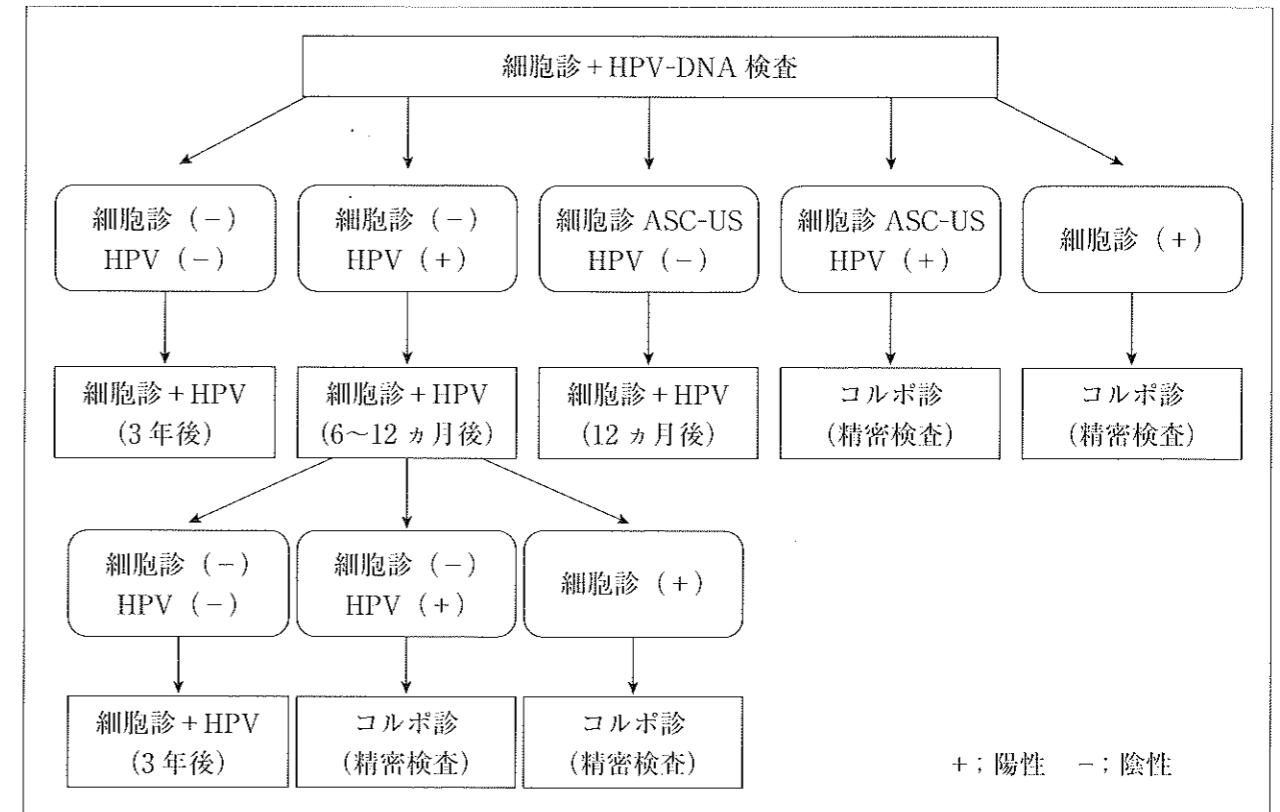 細胞診+HPV-DNA 検査
細胞診（－）
HPV（－）
細胞診（－）
HPV（＋）
細胞診 ASC-US
HPV（－）
細胞診 ASC-US
HPV（＋）
細胞診（＋）
細胞診+HPV
(3 年後)
細胞診+HPV
(6〜12 ヵ月後)
細胞診+HPV
(12 ヵ月後)
コルポ診
(精密検査)
コルポ診
(精密検査)
細胞診（－）
HPV（－）
細胞診（－）
HPV（＋）
細胞診（＋）
細胞診+HPV
(3 年後)
コルポ診
(精密検査)
コルポ診
(精密検査)
+；陽性　－；陰性